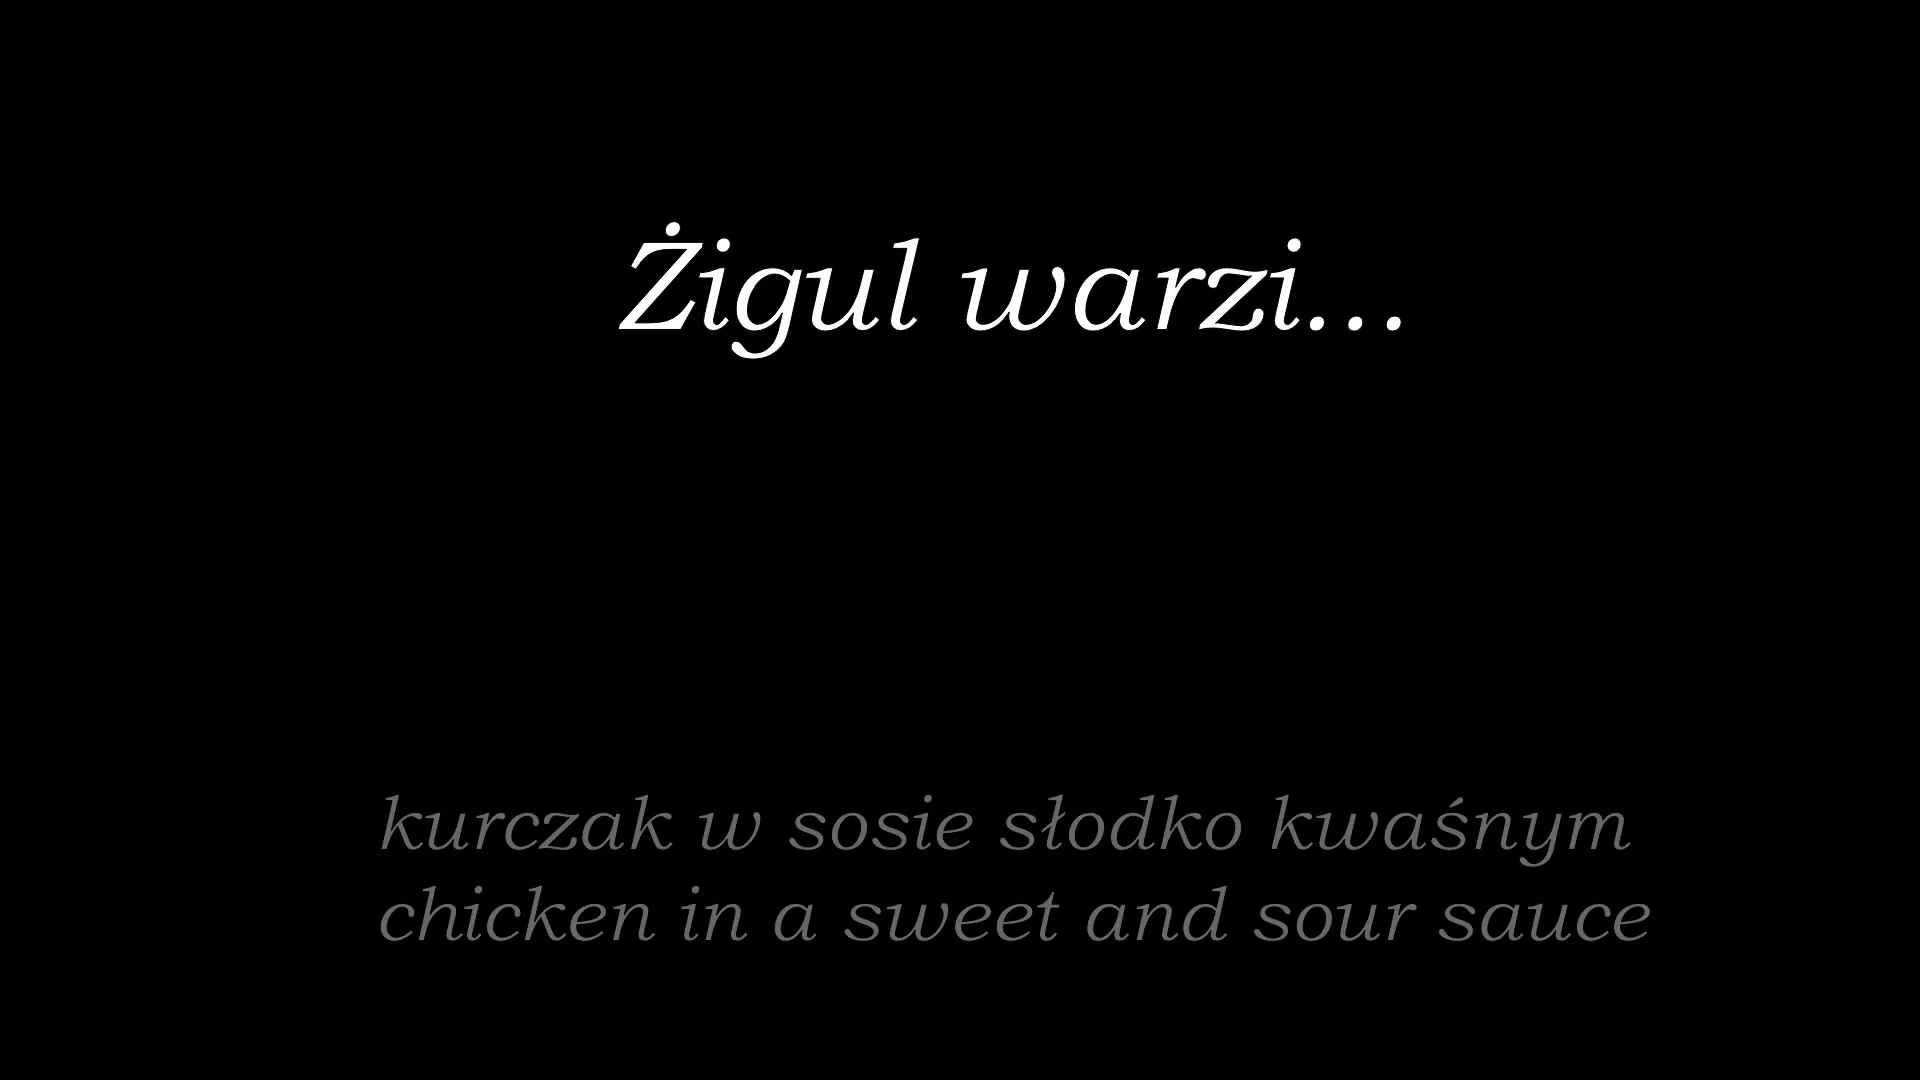 Żigul warzi...
kurczak w sosie słodko kwaśnym
chicken in a sweet and sour sauce